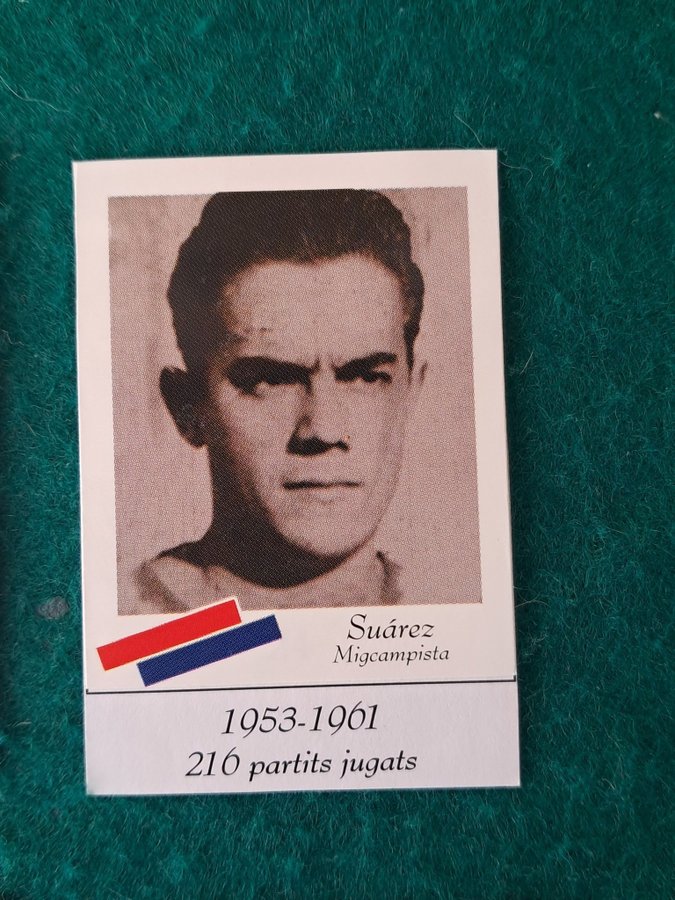 Suárez
Migcampista
1953-1961
216 partits jugats